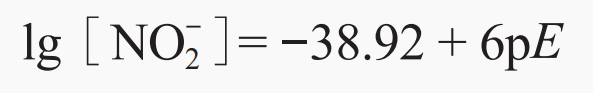 lg [NO₂⁻] = −38.92 + 6pE